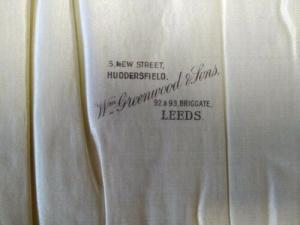 5, NEW STREET,
HUDDERSFIELD.
Wm Greenwood & Sons.
92 & 93, BRIGGATE,
LEEDS.